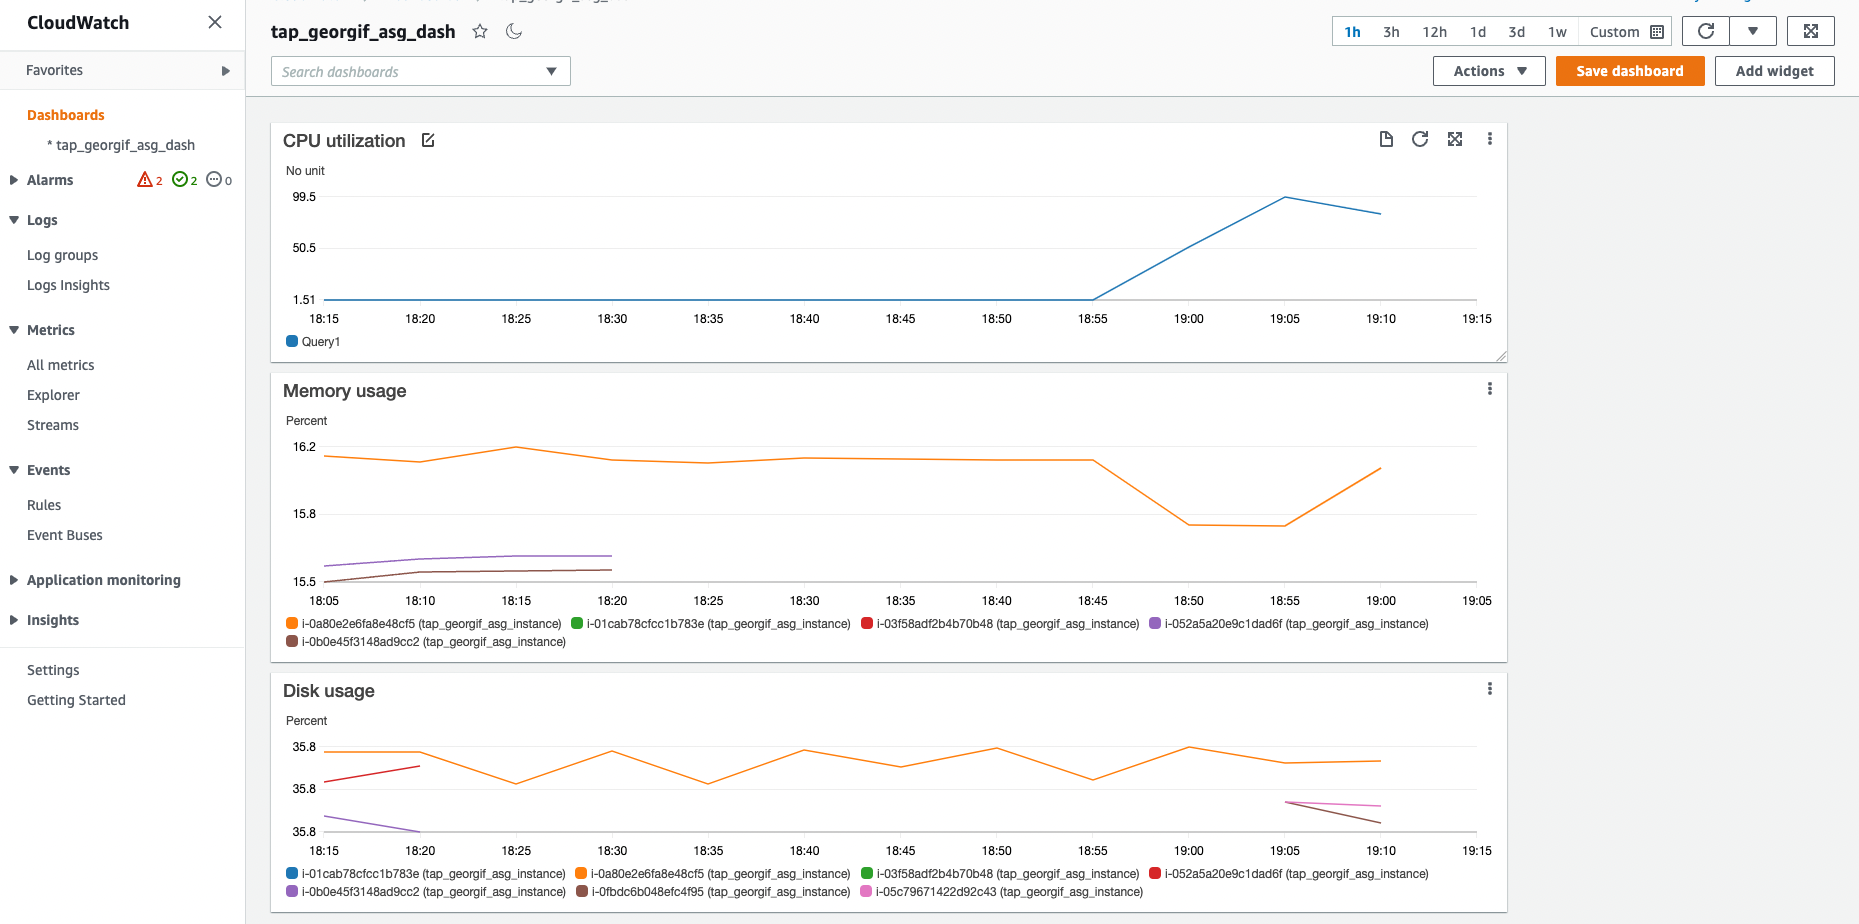 CloudWatch
Favorites
Dashboards
* tap_georgif_asg_dash
Alarms 2 2 0
Logs
Log groups
Logs Insights
Metrics
All metrics
Explorer
Streams
Events
Rules
Event Buses
Application monitoring
Insights
Settings
Getting Started
tap_georgif_asg_dash
1h 3h 12h 1d 3d 1w Custom
Search dashboards
Actions Save dashboard Add widget
CPU utilization
No unit
99.5
50.5
1.51
18:15 18:20 18:25 18:30 18:35 18:40 18:45 18:50 18:55 19:00 19:05 19:10 19:15
Query1
Memory usage
Percent
16.2
15.8
15.5
18:05 18:10 18:15 18:20 18:25 18:30 18:35 18:40 18:45 18:50 18:55 19:00 19:05
i-0a80e2e6fa8e48cf5 (tap_georgif_asg_instance) i-01cab78cfcc1b783e (tap_georgif_asg_instance) i-03f58adf2b4b70b48 (tap_georgif_asg_instance) i-052a5a20e9c1dad6f (tap_georgif_asg_instance)
i-0b0e45f3148ad9cc2 (tap_georgif_asg_instance)
Disk usage
Percent
35.8
35.8
35.8
18:15 18:20 18:25 18:30 18:35 18:40 18:45 18:50 18:55 19:00 19:05 19:10 19:15
i-01cab78cfcc1b783e (tap_georgif_asg_instance) i-0a80e2e6fa8e48cf5 (tap_georgif_asg_instance) i-03f58adf2b4b70b48 (tap_georgif_asg_instance) i-052a5a20e9c1dad6f (tap_georgif_asg_instance)
i-0b0e45f3148ad9cc2 (tap_georgif_asg_instance) i-0fbdc6b048efc4f95 (tap_georgif_asg_instance) i-05c79671422d92c43 (tap_georgif_asg_instance)